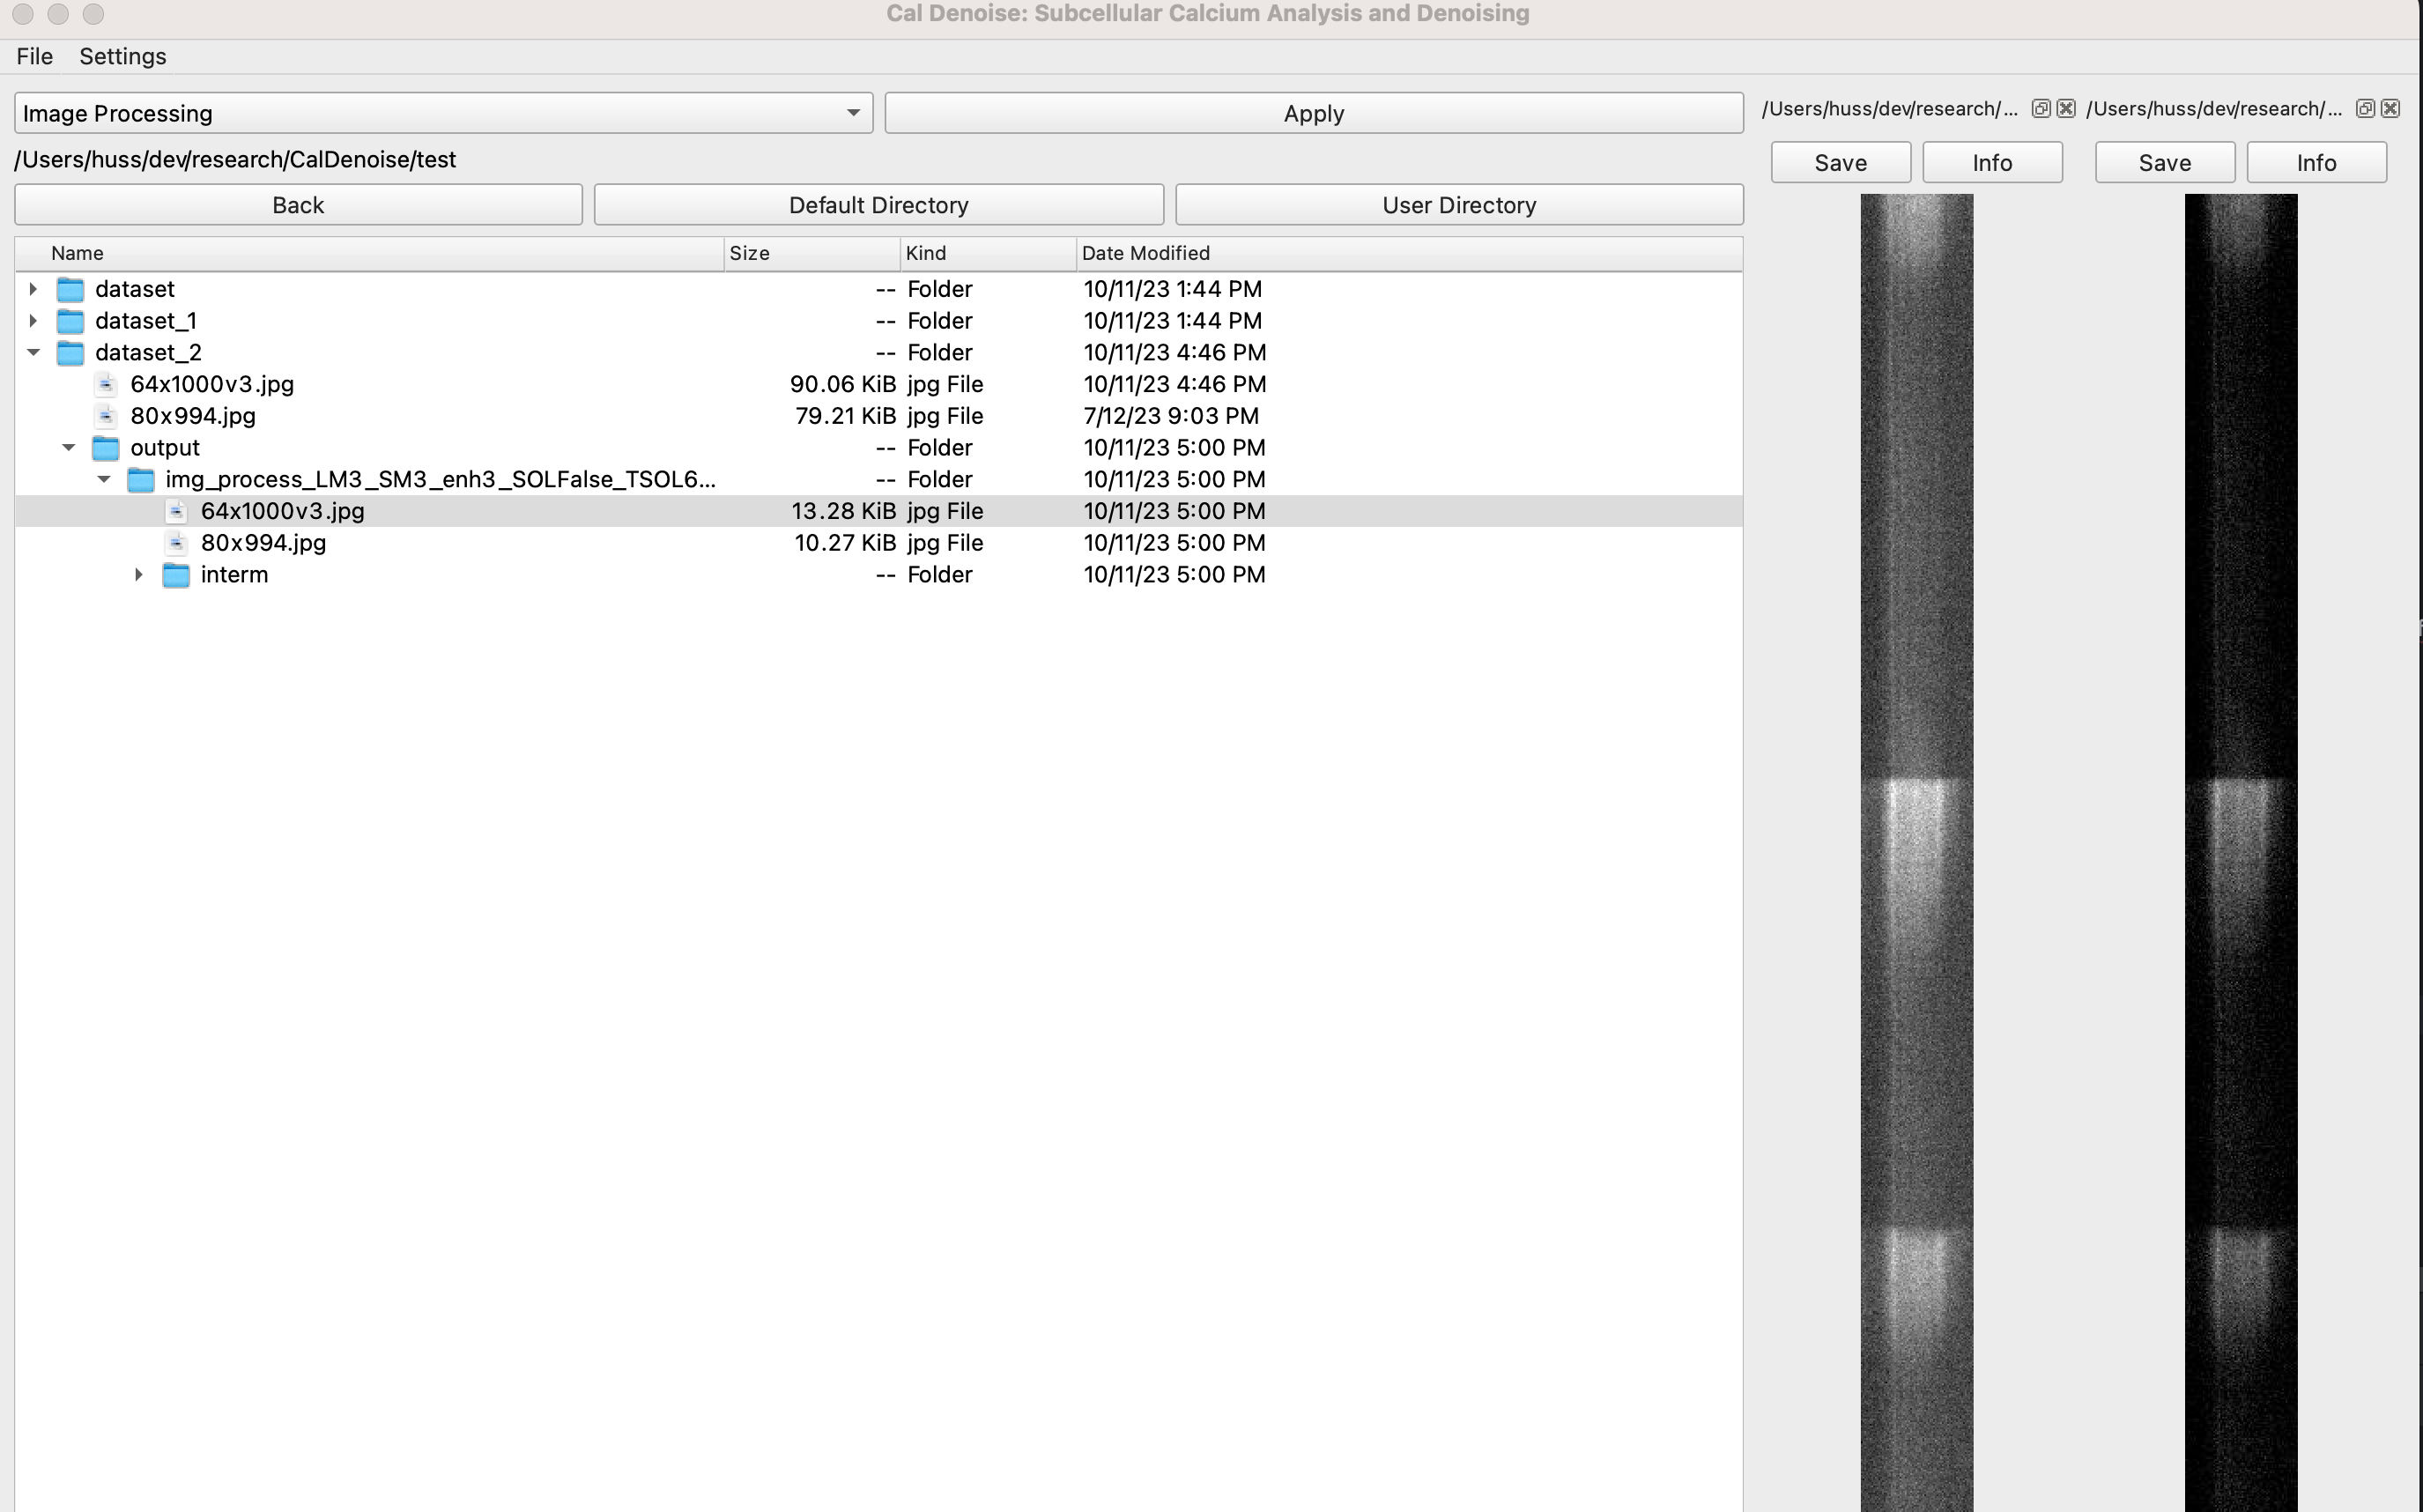 Cal Denoise: Subcellular Calcium Analysis and Denoising
File Settings
Image Processing Apply /Users/huss/dev/research/... /Users/huss/dev/research/...
/Users/huss/dev/research/CalDenoise/test Save Info Save Info
Back Default Directory User Directory
Name Size Kind Date Modified
dataset -- Folder 10/11/23 1:44 PM
dataset_1 -- Folder 10/11/23 1:44 PM
dataset_2 -- Folder 10/11/23 4:46 PM
64x1000v3.jpg 90.06 KiB jpg File 10/11/23 4:46 PM
80x994.jpg 79.21 KiB jpg File 7/12/23 9:03 PM
output -- Folder 10/11/23 5:00 PM
img_process_LM3_SM3_enh3_SOLFalse_TSOL6... -- Folder 10/11/23 5:00 PM
64x1000v3.jpg 13.28 KiB jpg File 10/11/23 5:00 PM
80x994.jpg 10.27 KiB jpg File 10/11/23 5:00 PM
interm -- Folder 10/11/23 5:00 PM